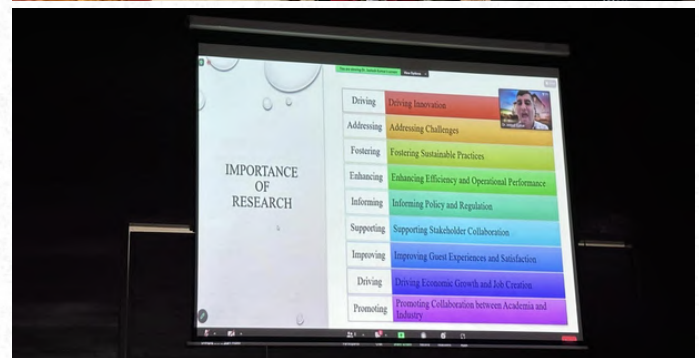 IMPORTANCE
OF
RESEARCH
Driving Driving Innovation
Addressing Addressing Challenges
Fostering Fostering Sustainable Practices
Enhancing Enhancing Efficiency and Operational Performance
Informing Informing Policy and Regulation
Supporting Supporting Stakeholder Collaboration
Improving Improving Guest Experiences and Satisfaction
Driving Driving Economic Growth and Job Creation
Promoting Promoting Collaboration between Academia and
Industry